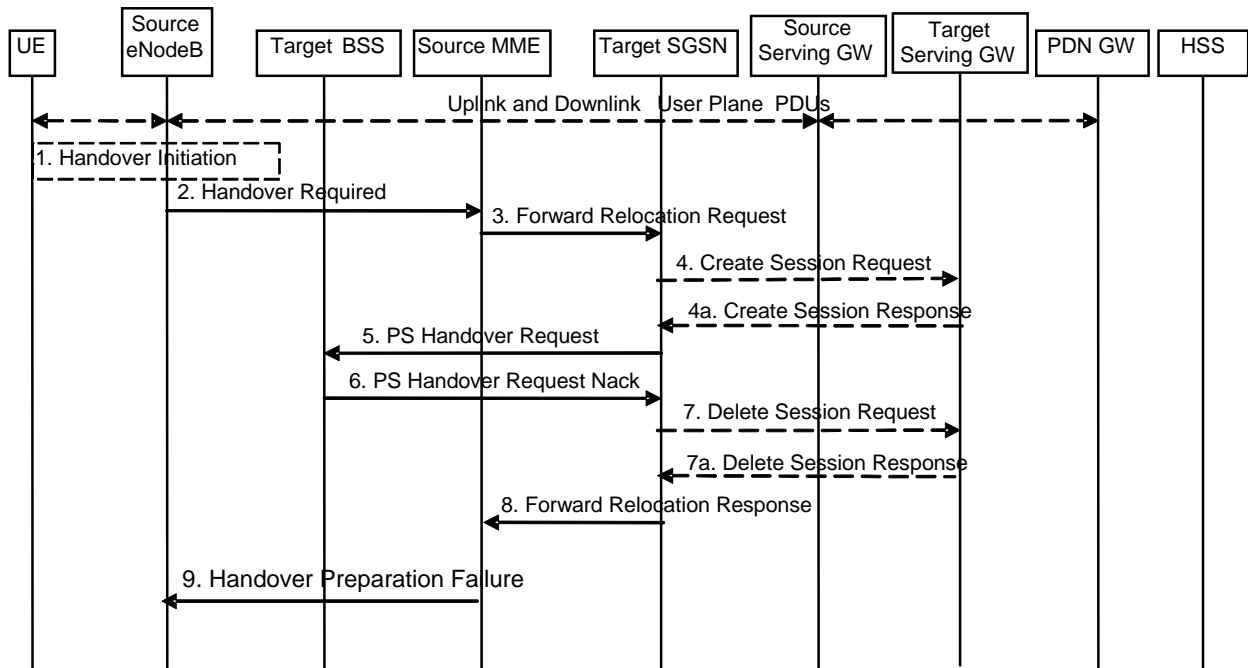 UE
Source
eNodeB
Target BSS
Source MME
Target SGSN
Source
Serving GW
Target
Serving GW
PDN GW
HSS
Uplink and Downlink User Plane PDUs
1. Handover Initiation
2. Handover Required
3. Forward Relocation Request
4. Create Session Request
4a. Create Session Response
5. PS Handover Request
6. PS Handover Request Nack
7. Delete Session Request
7a. Delete Session Response
8. Forward Relocation Response
9. Handover Preparation Failure